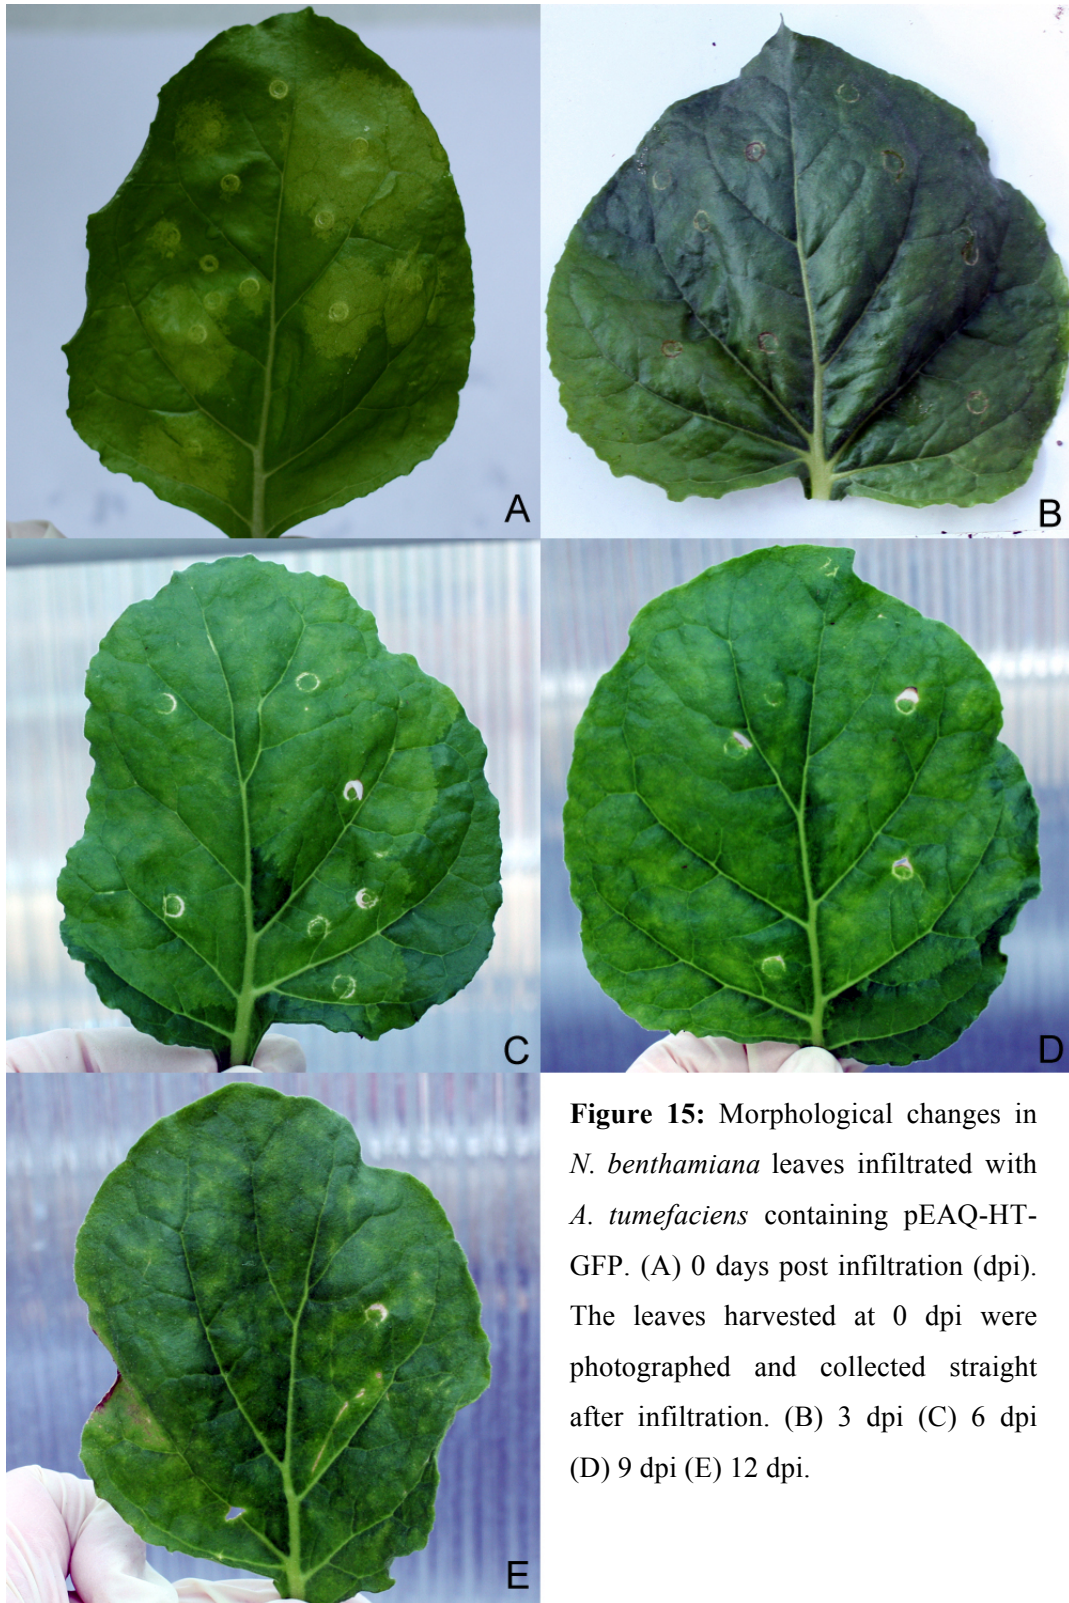 A
B
C
D
E
Figure 15: Morphological changes in
N. benthamiana leaves infiltrated with
A. tumefaciens containing pEAQ-HT-
GFP. (A) 0 days post infiltration (dpi).
The leaves harvested at 0 dpi were
photographed and collected straight
after infiltration. (B) 3 dpi (C) 6 dpi
(D) 9 dpi (E) 12 dpi.